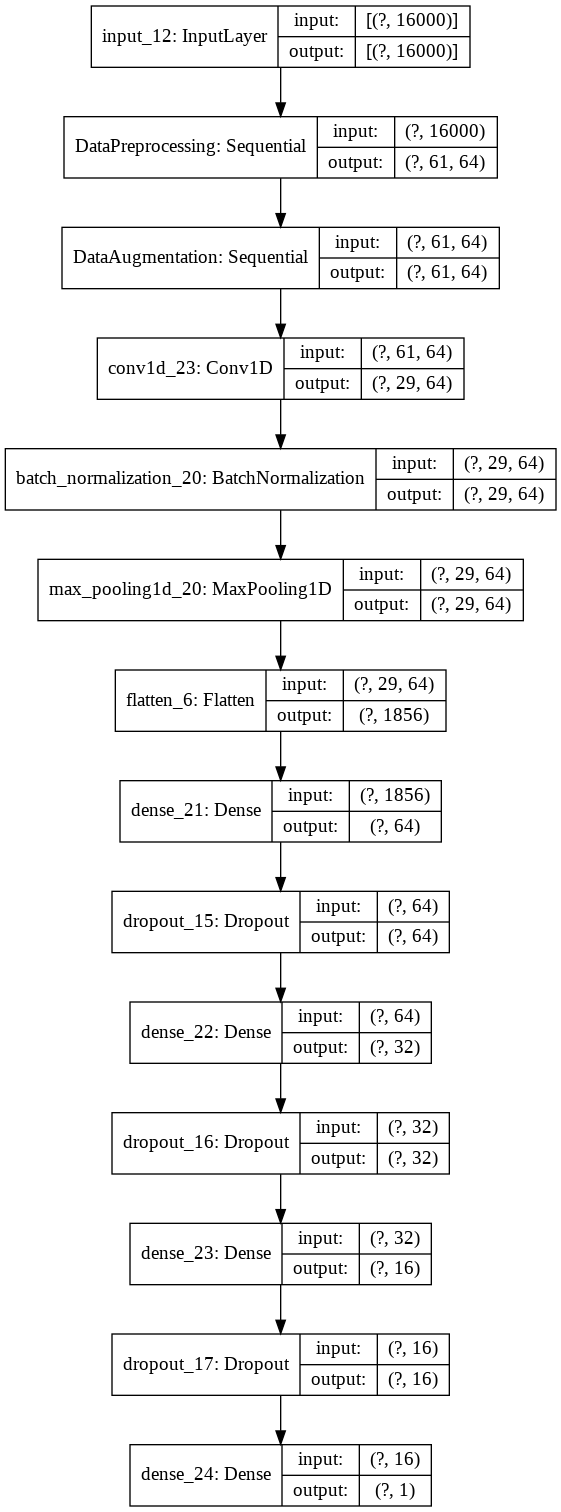 input_12: InputLayer
input: [(?, 16000)]
output: [(?, 16000)]
DataPreprocessing: Sequential
input: (?, 16000)
output: (?, 61, 64)
DataAugmentation: Sequential
input: (?, 61, 64)
output: (?, 61, 64)
conv1d_23: Conv1D
input: (?, 61, 64)
output: (?, 29, 64)
batch_normalization_20: BatchNormalization
input: (?, 29, 64)
output: (?, 29, 64)
max_pooling1d_20: MaxPooling1D
input: (?, 29, 64)
output: (?, 29, 64)
flatten_6: Flatten
input: (?, 29, 64)
output: (?, 1856)
dense_21: Dense
input: (?, 1856)
output: (?, 64)
dropout_15: Dropout
input: (?, 64)
output: (?, 64)
dense_22: Dense
input: (?, 64)
output: (?, 32)
dropout_16: Dropout
input: (?, 32)
output: (?, 32)
dense_23: Dense
input: (?, 32)
output: (?, 16)
dropout_17: Dropout
input: (?, 16)
output: (?, 16)
dense_24: Dense
input: (?, 16)
output: (?, 1)